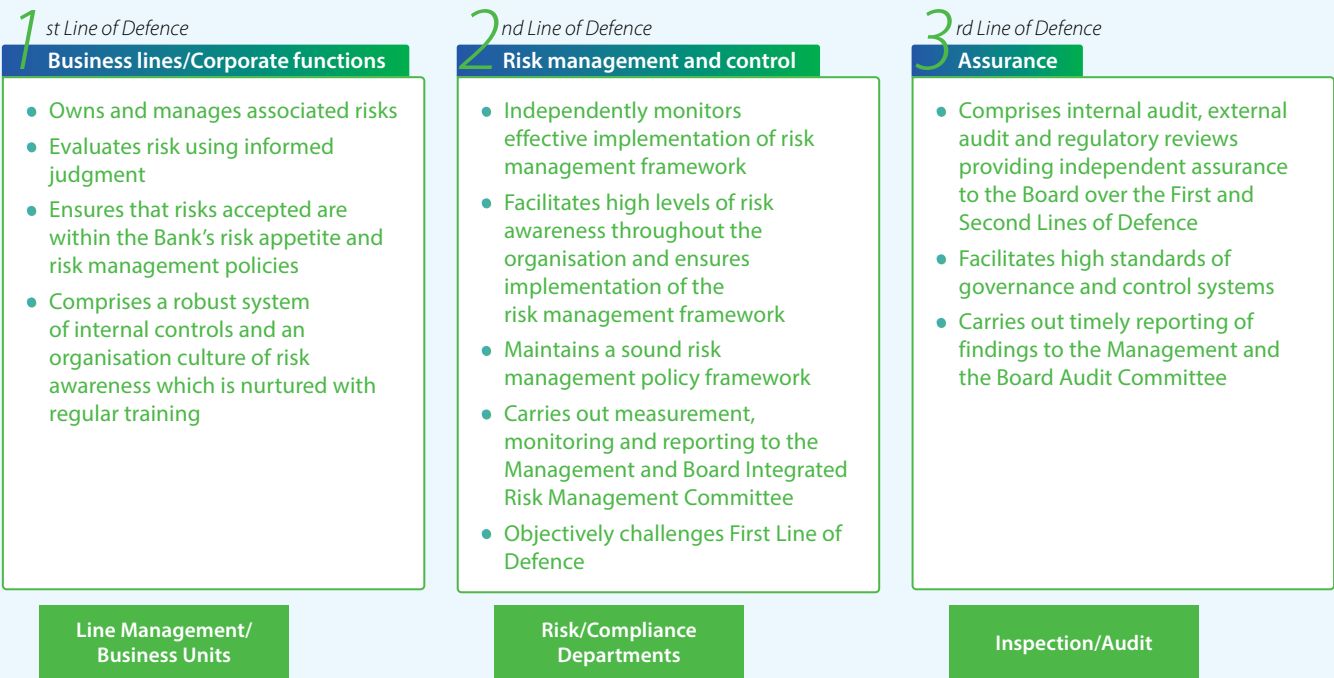 1st Line of Defence
Business lines/Corporate functions
• Owns and manages associated risks
• Evaluates risk using informed
judgment
• Ensures that risks accepted are
within the Bank's risk appetite and
risk management policies
• Comprises a robust system
of internal controls and an
organisation culture of risk
awareness which is nurtured with
regular training
Line Management/
Business Units
2nd Line of Defence
Risk management and control
• Independently monitors
effective implementation of risk
management framework
• Facilitates high levels of risk
awareness throughout the
organisation and ensures
implementation of the
risk management framework
• Maintains a sound risk
management policy framework
• Carries out measurement,
monitoring and reporting to the
Management and Board Integrated
Risk Management Committee
• Objectively challenges First Line of
Defence
Risk/Compliance
Departments
3rd Line of Defence
Assurance
• Comprises internal audit, external
audit and regulatory reviews
providing independent assurance
to the Board over the First and
Second Lines of Defence
• Facilitates high standards of
governance and control systems
• Carries out timely reporting of
findings to the Management and
the Board Audit Committee
Inspection/Audit